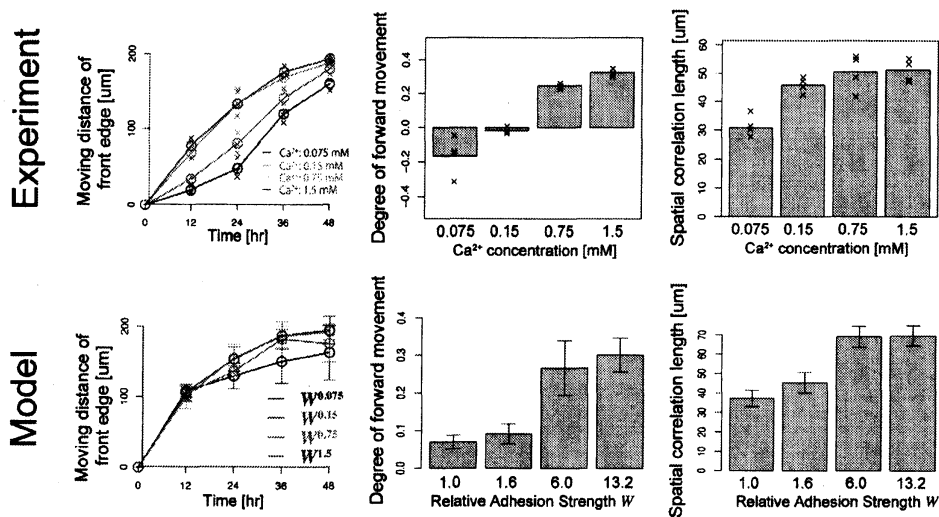 Experiment
Moving distance of
front edge [um]
200
100
0
0 12 24 36 48
Time [hr]
Ca²⁺: 0.075 mM
Ca²⁺: 0.15 mM
Ca²⁺: 0.75 mM
Ca²⁺: 1.5 mM
Degree of forward movement
0.4
0.2
0.0
-0.2
-0.4
0.075 0.15 0.75 1.5
Ca²⁺ concentration [mM]
Spatial correlation length [um]
60
50
40
30
20
10
0
0.075 0.15 0.75 1.5
Ca²⁺ concentration [mM]
Model
Moving distance of
front edge [um]
200
100
0
0 12 24 36 48
Time [hr]
W0.075
W0.15
W0.75
W1.5
Degree of forward movement
0.4
0.3
0.2
0.1
0.0
1.0 1.6 6.0 13.2
Relative Adhesion Strength W
Spatial correlation length [um]
70
60
50
40
30
20
10
0
1.0 1.6 6.0 13.2
Relative Adhesion Strength W